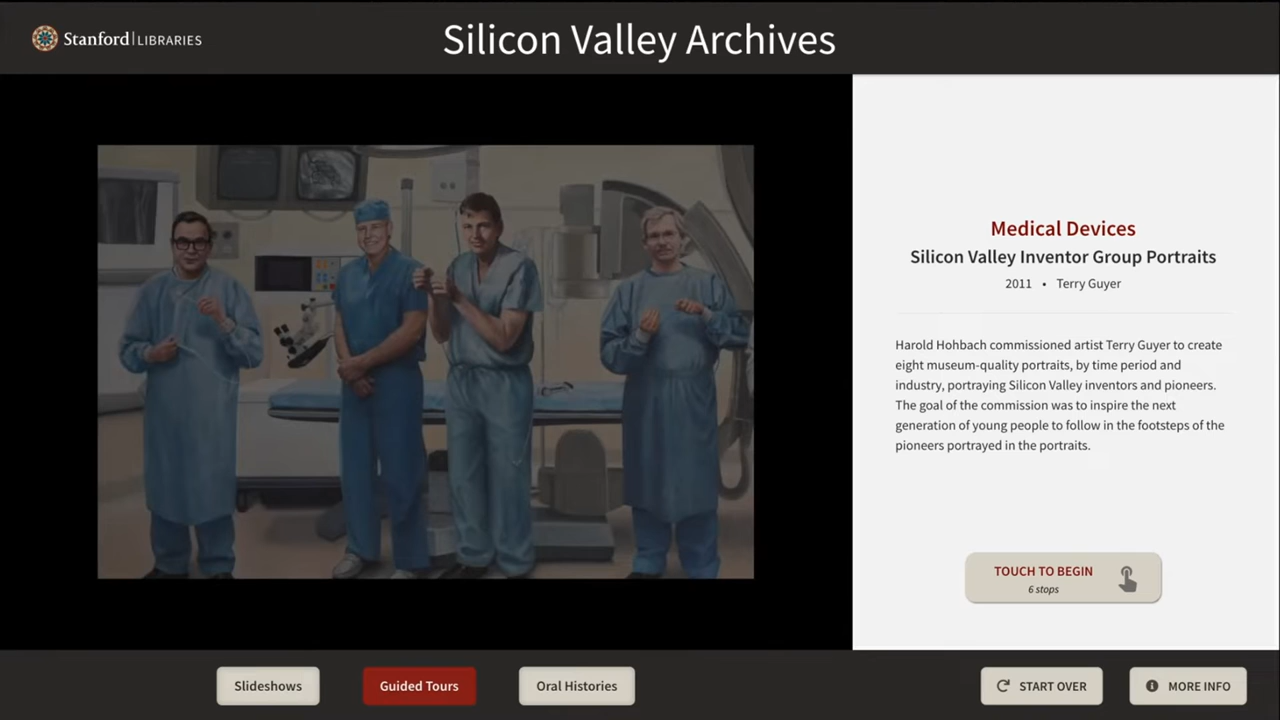 Stanford LIBRARIES
Silicon Valley Archives
Medical Devices
Silicon Valley Inventor Group Portraits
2011 • Terry Guyer
Harold Hohbach commissioned artist Terry Guyer to create
eight museum-quality portraits, by time period and
industry, portraying Silicon Valley inventors and pioneers.
The goal of the commission was to inspire the next
generation of young people to follow in the footsteps of the
pioneers portrayed in the portraits.
TOUCH TO BEGIN
6 stops
Slideshows
Guided Tours
Oral Histories
START OVER
MORE INFO